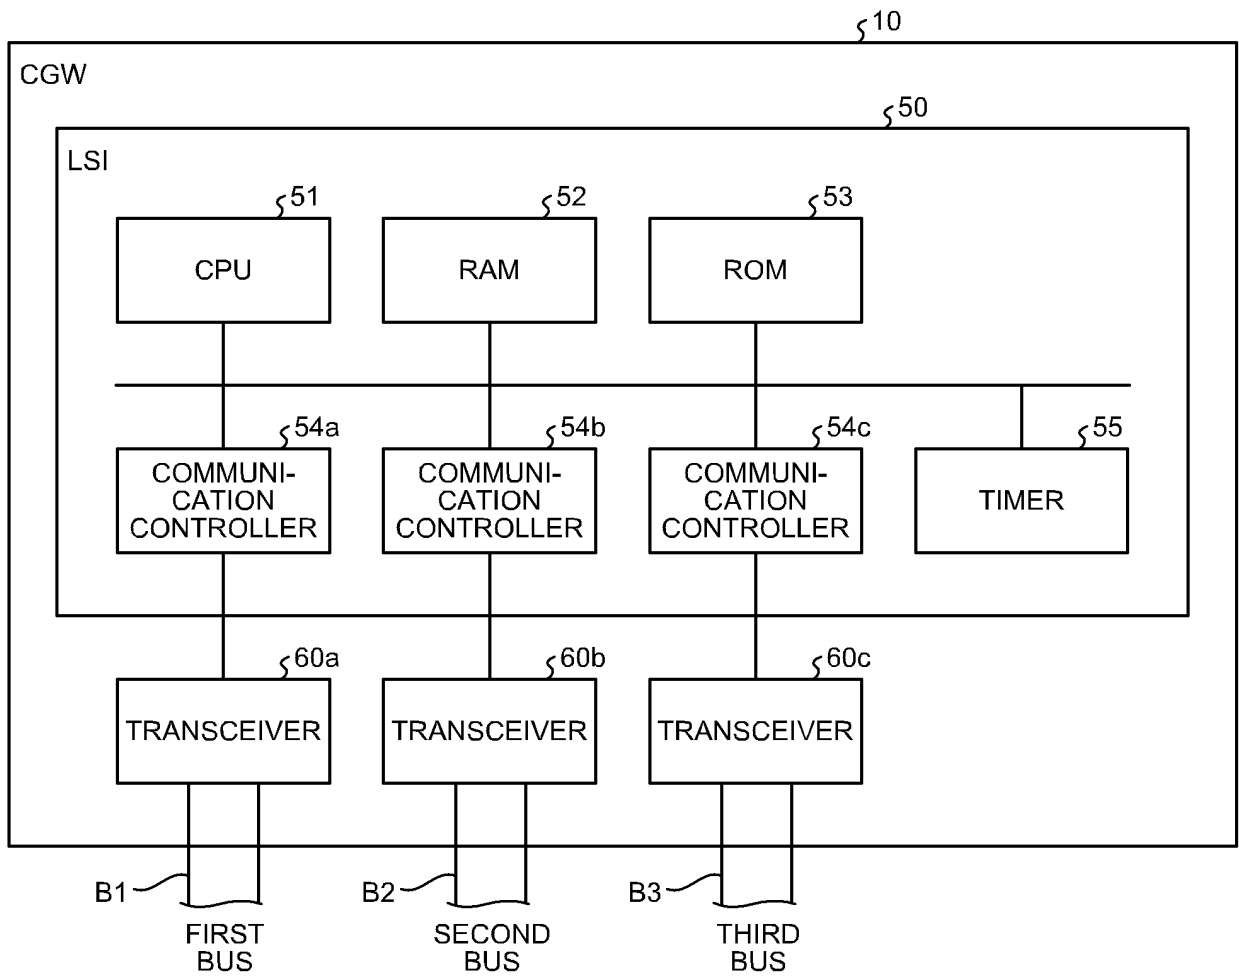 10
CGW
50
LSI
51
52
53
CPU
RAM
ROM
54a
54b
54c
55
COMMUNI-
CATION
CONTROLLER
COMMUNI-
CATION
CONTROLLER
COMMUNI-
CATION
CONTROLLER
TIMER
60a
60b
60c
TRANSCEIVER
TRANSCEIVER
TRANSCEIVER
B1
B2
B3
FIRST
BUS
SECOND
BUS
THIRD
BUS